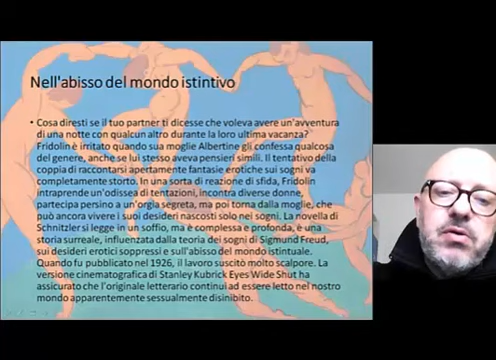 Nell'abisso del mondo istintivo
• Cosa diresti se il tuo partner ti dicesse che voleva avere un'avventura
di una notte con qualcun altro durante la loro ultima vacanza?
Fridolin è irritato quando sua moglie Albertine gli confessa qualcosa
del genere, anche se lui stesso aveva pensieri simili. Il tentativo della
coppia di raccontarsi apertamente fantasie erotiche sui sogni va
completamente storto. In una sorta di reazione di sfida, Fridolin
intraprende un'odissea di tentazioni, incontra diverse donne,
partecipa persino a un'orgia segreta, ma poi torna dalla moglie, che
può ancora vivere i suoi desideri nascosti solo nei sogni. La novella di
Schnitzler si legge in un soffio, ma è complessa e profonda, è una
storia surreale, influenzata dalla teoria dei sogni di Sigmund Freud,
sui desideri erotici soppressi e sull'abisso del mondo istintuale.
Quando fu pubblicato nel 1926, il lavoro suscitò molto scalpore. La
versione cinematografica di Stanley Kubrick Eyes Wide Shut ha
assicurato che l'originale letterario continui ad essere letto nel nostro
mondo apparentemente sessualmente disinibito.